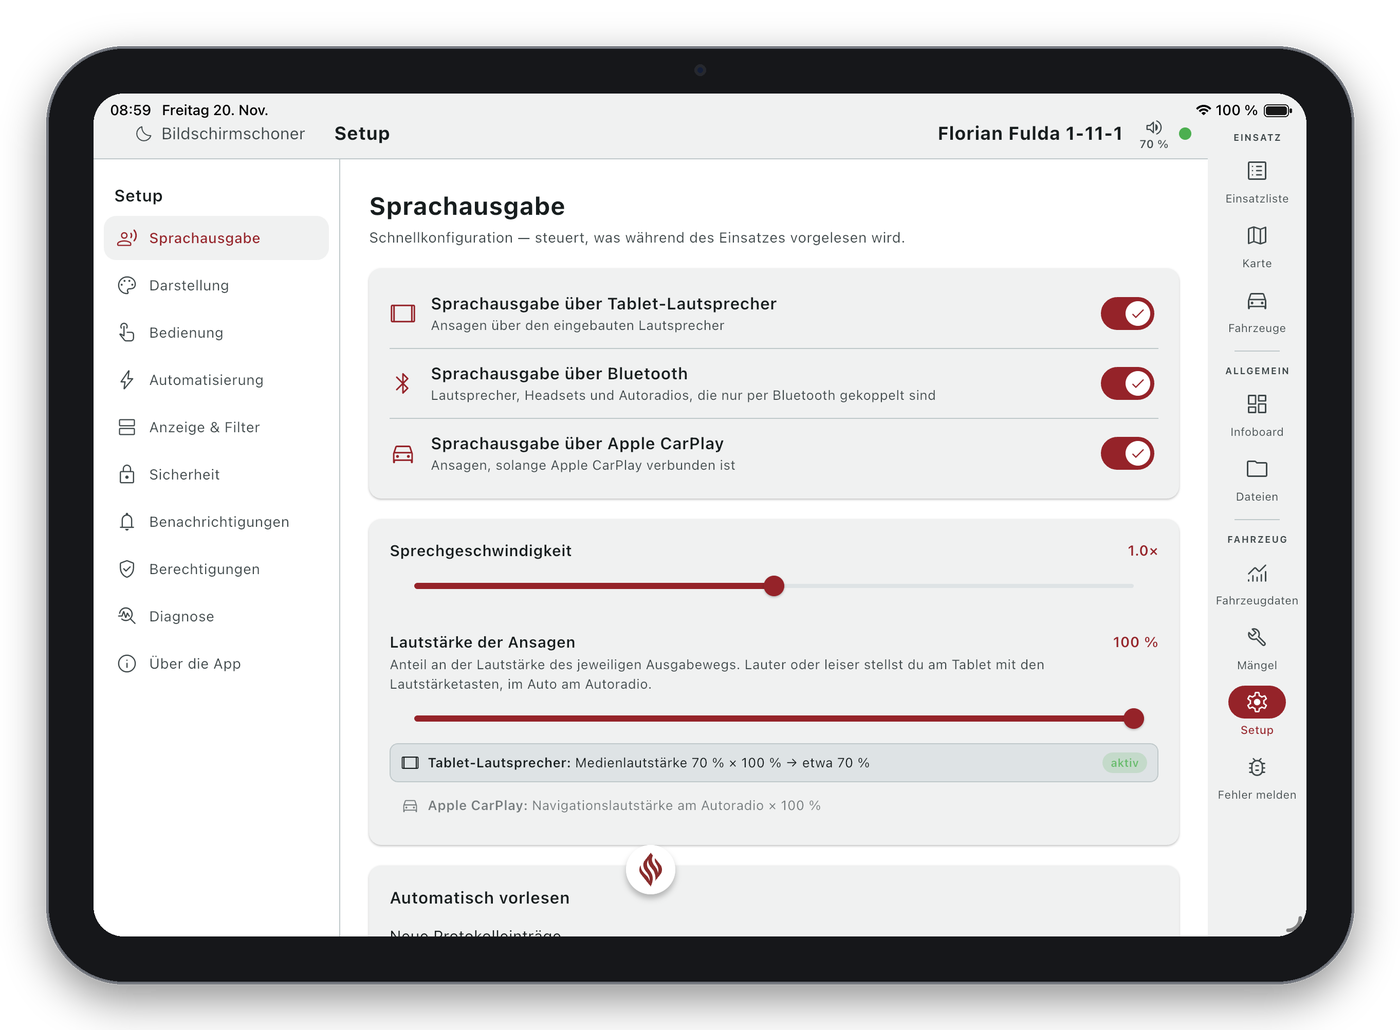 08:59 Freitag 20. Nov.
100 %
Bildschirmschoner
Setup
Florian Fulda 1-11-1
70 %
Setup
Sprachausgabe
Darstellung
Bedienung
Automatisierung
Anzeige & Filter
Sicherheit
Benachrichtigungen
Berechtigungen
Diagnose
Über die App
Sprachausgabe
Schnellkonfiguration — steuert, was während des Einsatzes vorgelesen wird.
Sprachausgabe über Tablet-Lautsprecher
Ansagen über den eingebauten Lautsprecher
Sprachausgabe über Bluetooth
Lautsprecher, Headsets und Autoradios, die nur per Bluetooth gekoppelt sind
Sprachausgabe über Apple CarPlay
Ansagen, solange Apple CarPlay verbunden ist
Sprechgeschwindigkeit 1.0×
Lautstärke der Ansagen 100 %
Anteil an der Lautstärke des jeweiligen Ausgabewegs. Lauter oder leiser stellst du am Tablet mit den
Lautstärketasten, im Auto am Autoradio.
Tablet-Lautsprecher: Medienlautstärke 70 % × 100 % → etwa 70 % aktiv
Apple CarPlay: Navigationslautstärke am Autoradio × 100 %
Automatisch vorlesen
Neue Protokolleinträge
EINSATZ
Einsatzliste
Karte
Fahrzeuge
ALLGEMEIN
Infoboard
Dateien
FAHRZEUG
Fahrzeugdaten
Mängel
Setup
Fehler melden